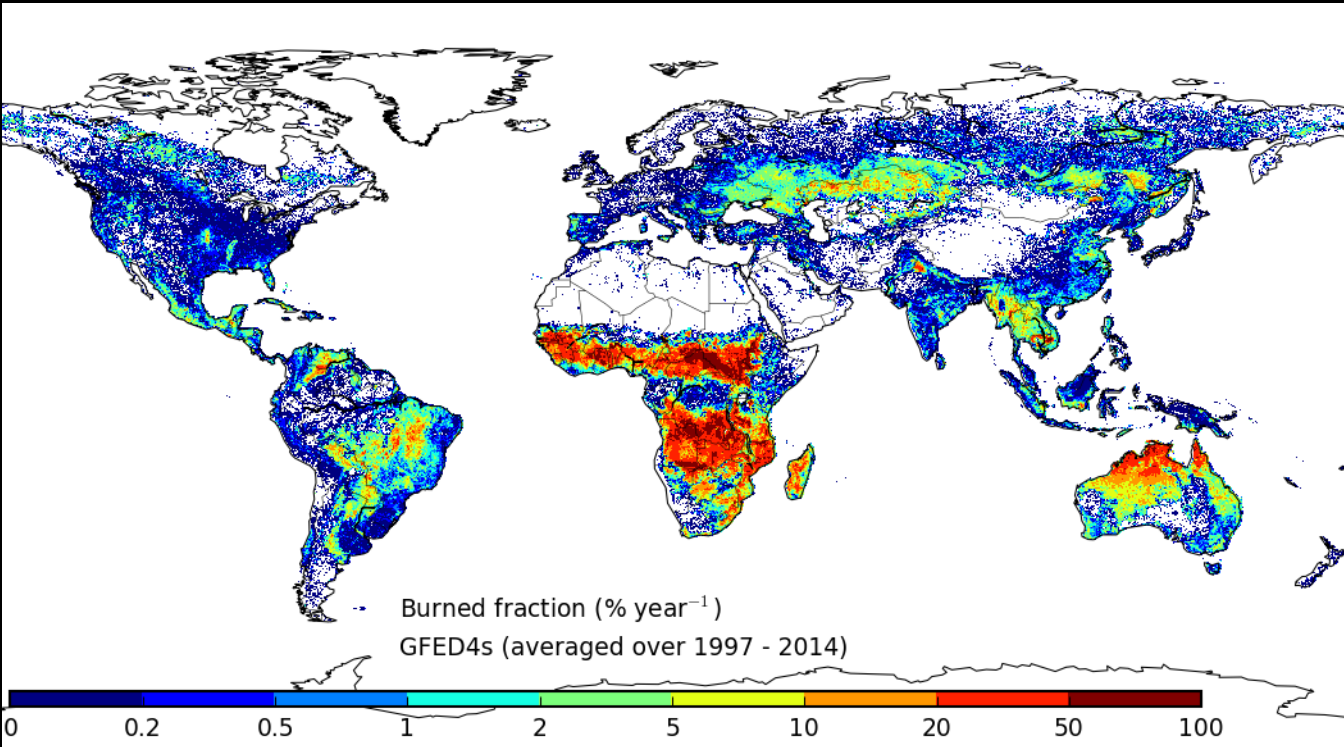 Burned fraction (% year⁻¹)
GFED4s (averaged over 1997 - 2014)
0 0.2 0.5 1 2 5 10 20 50 100